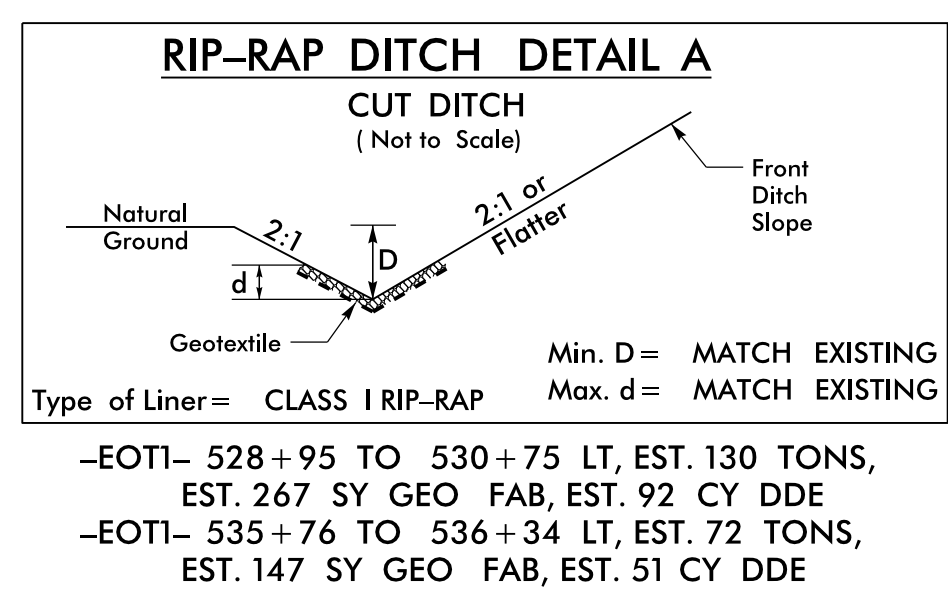 RIP–RAP DITCH DETAIL A
CUT DITCH
( Not to Scale)
Natural
Ground
2:1
D
d
2:1 or
Flatter
Front
Ditch
Slope
Geotextile
Min. D = MATCH EXISTING
Max. d = MATCH EXISTING
Type of Liner = CLASS I RIP–RAP
–EOT1– 528+95 TO 530+75 LT, EST. 130 TONS,
EST. 267 SY GEO FAB, EST. 92 CY DDE
–EOT1– 535+76 TO 536+34 LT, EST. 72 TONS,
EST. 147 SY GEO FAB, EST. 51 CY DDE